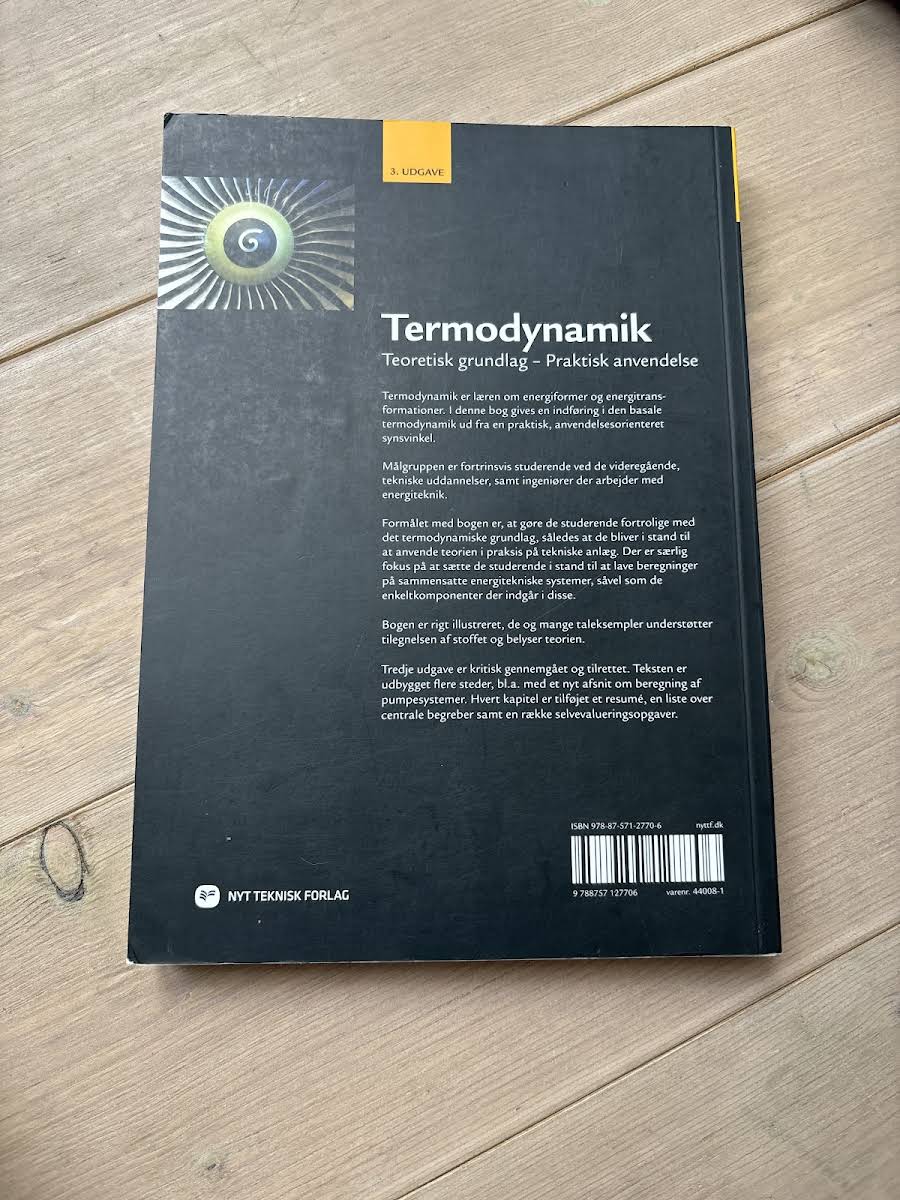 3. UDGAVE
Termodynamik
Teoretisk grundlag – Praktisk anvendelse
Termodynamik er læren om energiformer og energitrans-
formationer. I denne bog gives en indføring i den basale
termodynamik ud fra en praktisk, anvendelsesorienteret
synsvinkel.
Målgruppen er fortrinsvis studerende ved de videregående,
tekniske uddannelser, samt ingeniører der arbejder med
energiteknik.
Formålet med bogen er, at gøre de studerende fortrolige med
det termodynamiske grundlag, således at de bliver i stand til
at anvende teorien i praksis på tekniske anlæg. Der er særlig
fokus på at sætte de studerende i stand til at lave beregninger
på sammensatte energitekniske systemer, såvel som de
enkeltkomponenter der indgår i disse.
Bogen er rigt illustreret, de og mange taleksempler understøtter
tilegnelsen af stoffet og belyser teorien.
Tredje udgave er kritisk gennemgået og tilrettet. Teksten er
udbygget flere steder, bl.a. med et nyt afsnit om beregning af
pumpesystemer. Hvert kapitel er tilføjet et resumé, en liste over
centrale begreber samt en række selvevalueringsopgaver.
ISBN 978-87-571-2770-6 nyttf.dk
9 788757 127706 varenr. 44008-1
NYT TEKNISK FORLAG